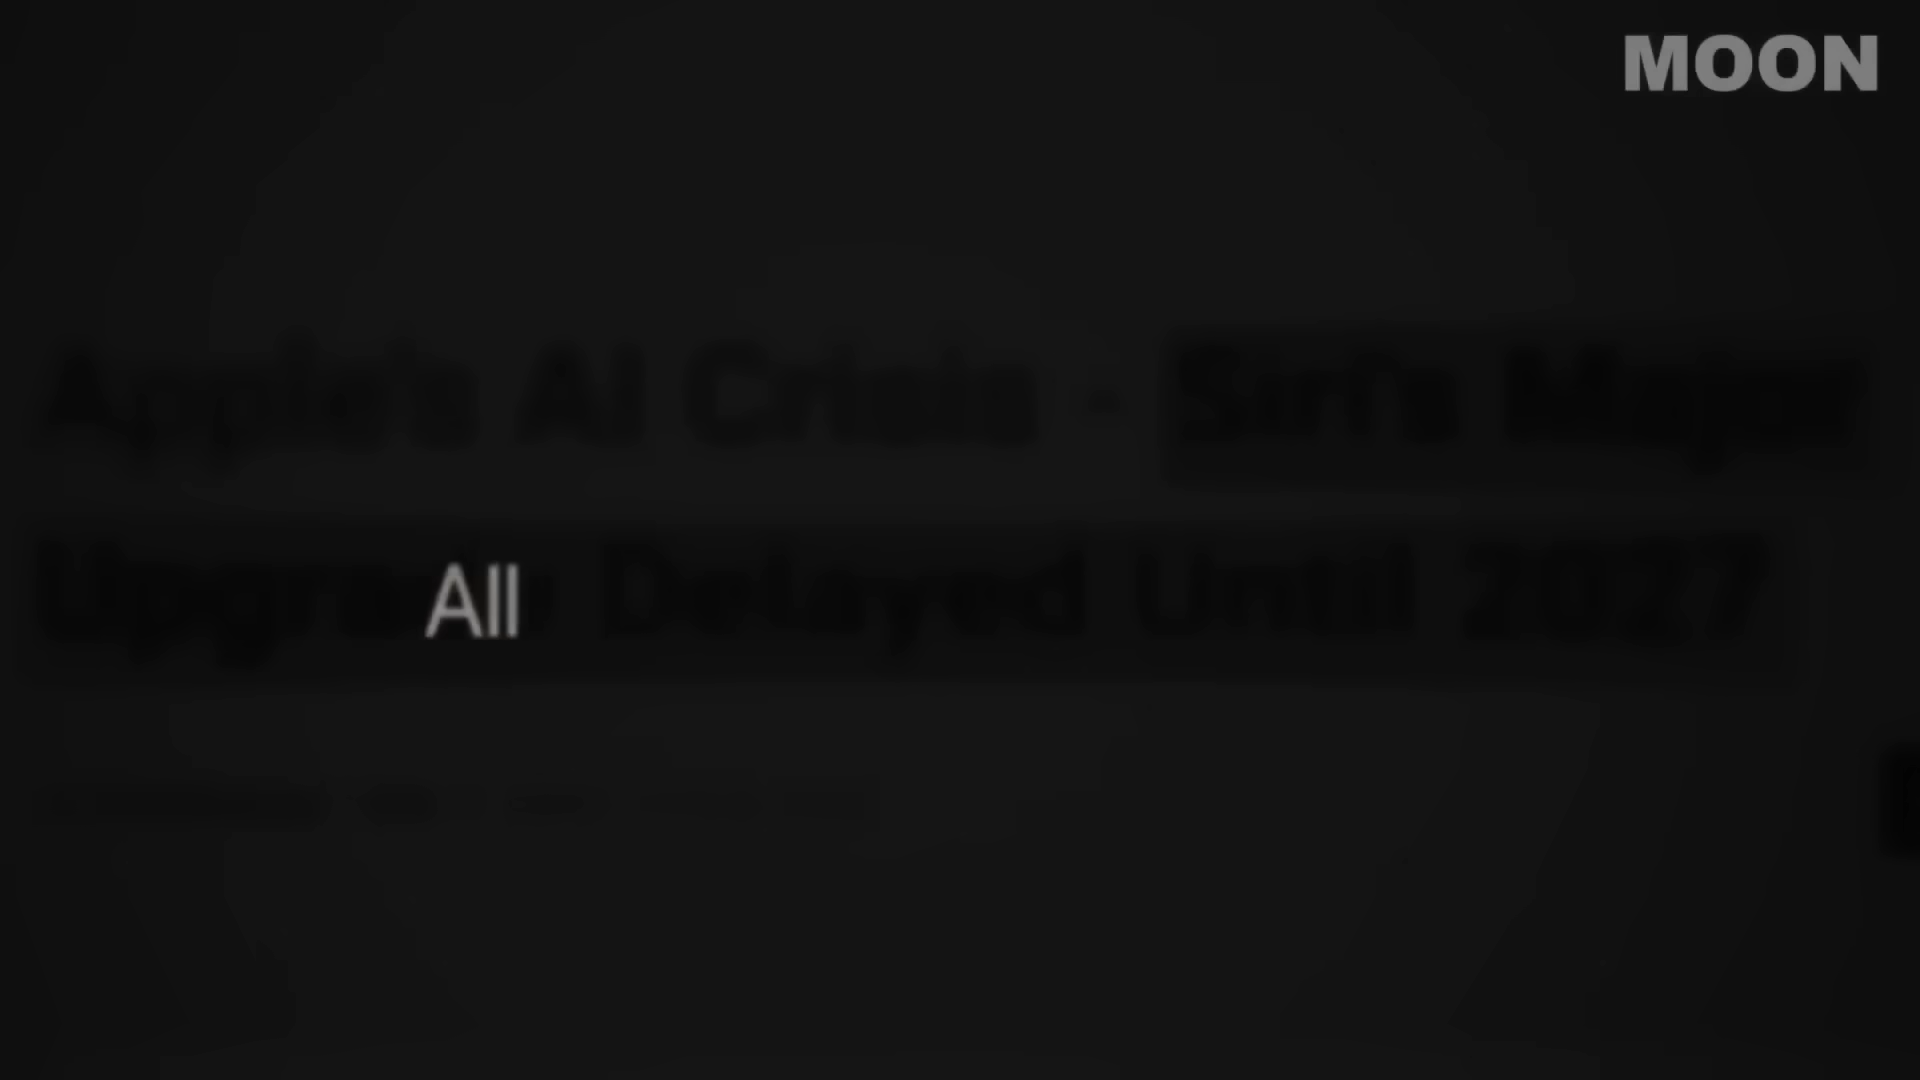 MOON
Apple's AI Crisis - Siri's Major
Upgrade Delayed Until 2027
All